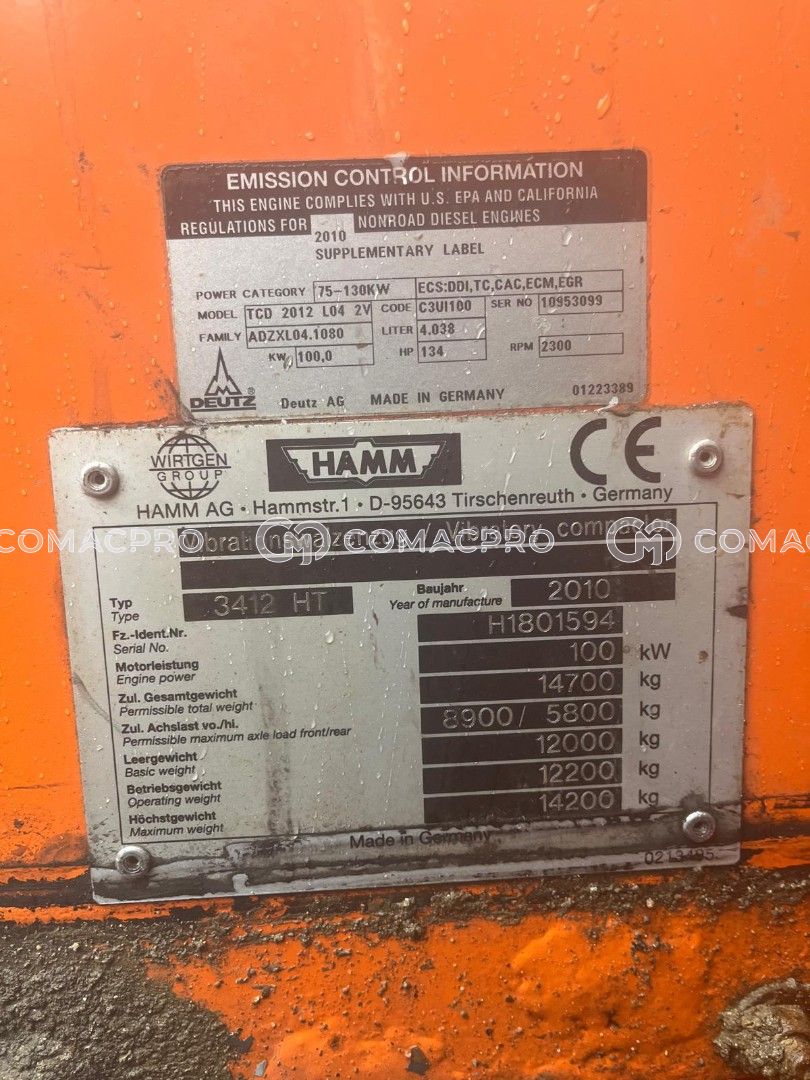 EMISSION CONTROL INFORMATION
THIS ENGINE COMPLIES WITH U.S. EPA AND CALIFORNIA
REGULATIONS FOR 2010 NONROAD DIESEL ENGINES
SUPPLEMENTARY LABEL
POWER CATEGORY 75-130KW ECS:DDI,TC,CAC,ECM,EGR
MODEL TCD 2012 L04 2V CODE C3UI100 SER NO 10953099
FAMILY ADZXL04.1080 LITER 4.038
KW 100,0 HP 134 RPM 2300
DEUTZ ® Deutz AG MADE IN GERMANY 01223389
WIRTGEN GROUP HAMM CE
HAMM AG · Hammstr.1 · D-95643 Tirschenreuth · Germany
Vibrationswalzenzug / Vibratory compactor
COMACPRO CM COMACPRO CM COMACPRO
Typ
Type 3412 HT
Baujahr
Year of manufacture 2010
Fz.-Ident.Nr.
Serial No. H1801594
Motorleistung
Engine power 100 kW
Zul. Gesamtgewicht
Permissible total weight 14700 kg
Zul. Achslast vo./hi.
Permissible maximum axle load front/rear 8900/ 5800 kg
Leergewicht
Basic weight 12000 kg
Betriebsgewicht
Operating weight 12200 kg
Höchstgewicht
Maximum weight 14200 kg
Made in Germany